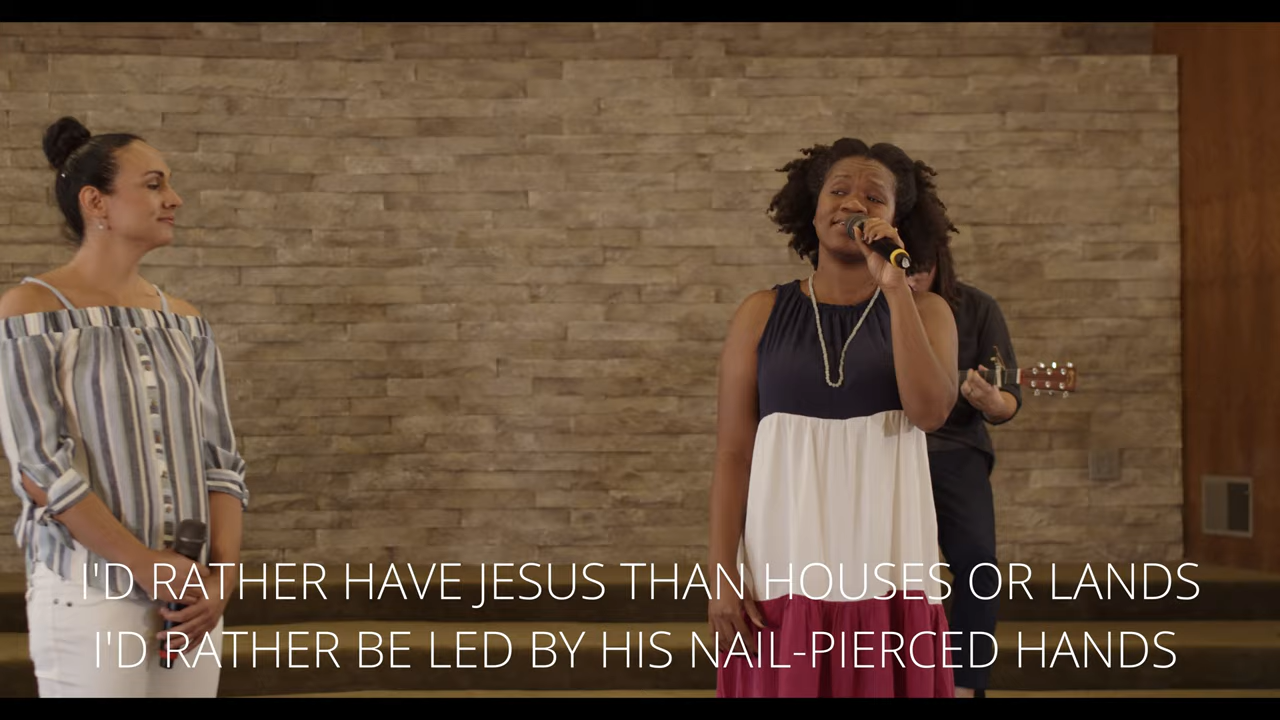 I'D RATHER HAVE JESUS THAN HOUSES OR LANDS
I'D RATHER BE LED BY HIS NAIL-PIERCED HANDS